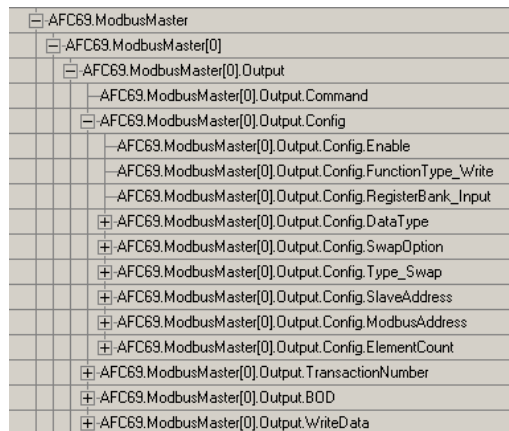 AFC69.ModbusMaster
AFC69.ModbusMaster[0]
AFC69.ModbusMaster[0].Output
AFC69.ModbusMaster[0].Output.Command
AFC69.ModbusMaster[0].Output.Config
AFC69.ModbusMaster[0].Output.Config.Enable
AFC69.ModbusMaster[0].Output.Config.FunctionType_Write
AFC69.ModbusMaster[0].Output.Config.RegisterBank_Input
AFC69.ModbusMaster[0].Output.Config.DataType
AFC69.ModbusMaster[0].Output.Config.SwapOption
AFC69.ModbusMaster[0].Output.Config.Type_Swap
AFC69.ModbusMaster[0].Output.Config.SlaveAddress
AFC69.ModbusMaster[0].Output.Config.ModbusAddress
AFC69.ModbusMaster[0].Output.Config.ElementCount
AFC69.ModbusMaster[0].Output.TransactionNumber
AFC69.ModbusMaster[0].Output.BOD
AFC69.ModbusMaster[0].Output.WriteData